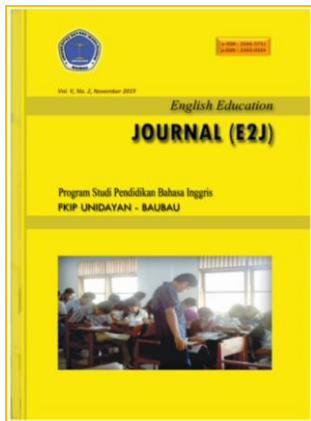 Vol. V, No. 2, November 2019
English Education
JOURNAL (E2J)
Program Studi Pendidikan Bahasa Inggris
FKIP UNIDAYAN - BAUBAU